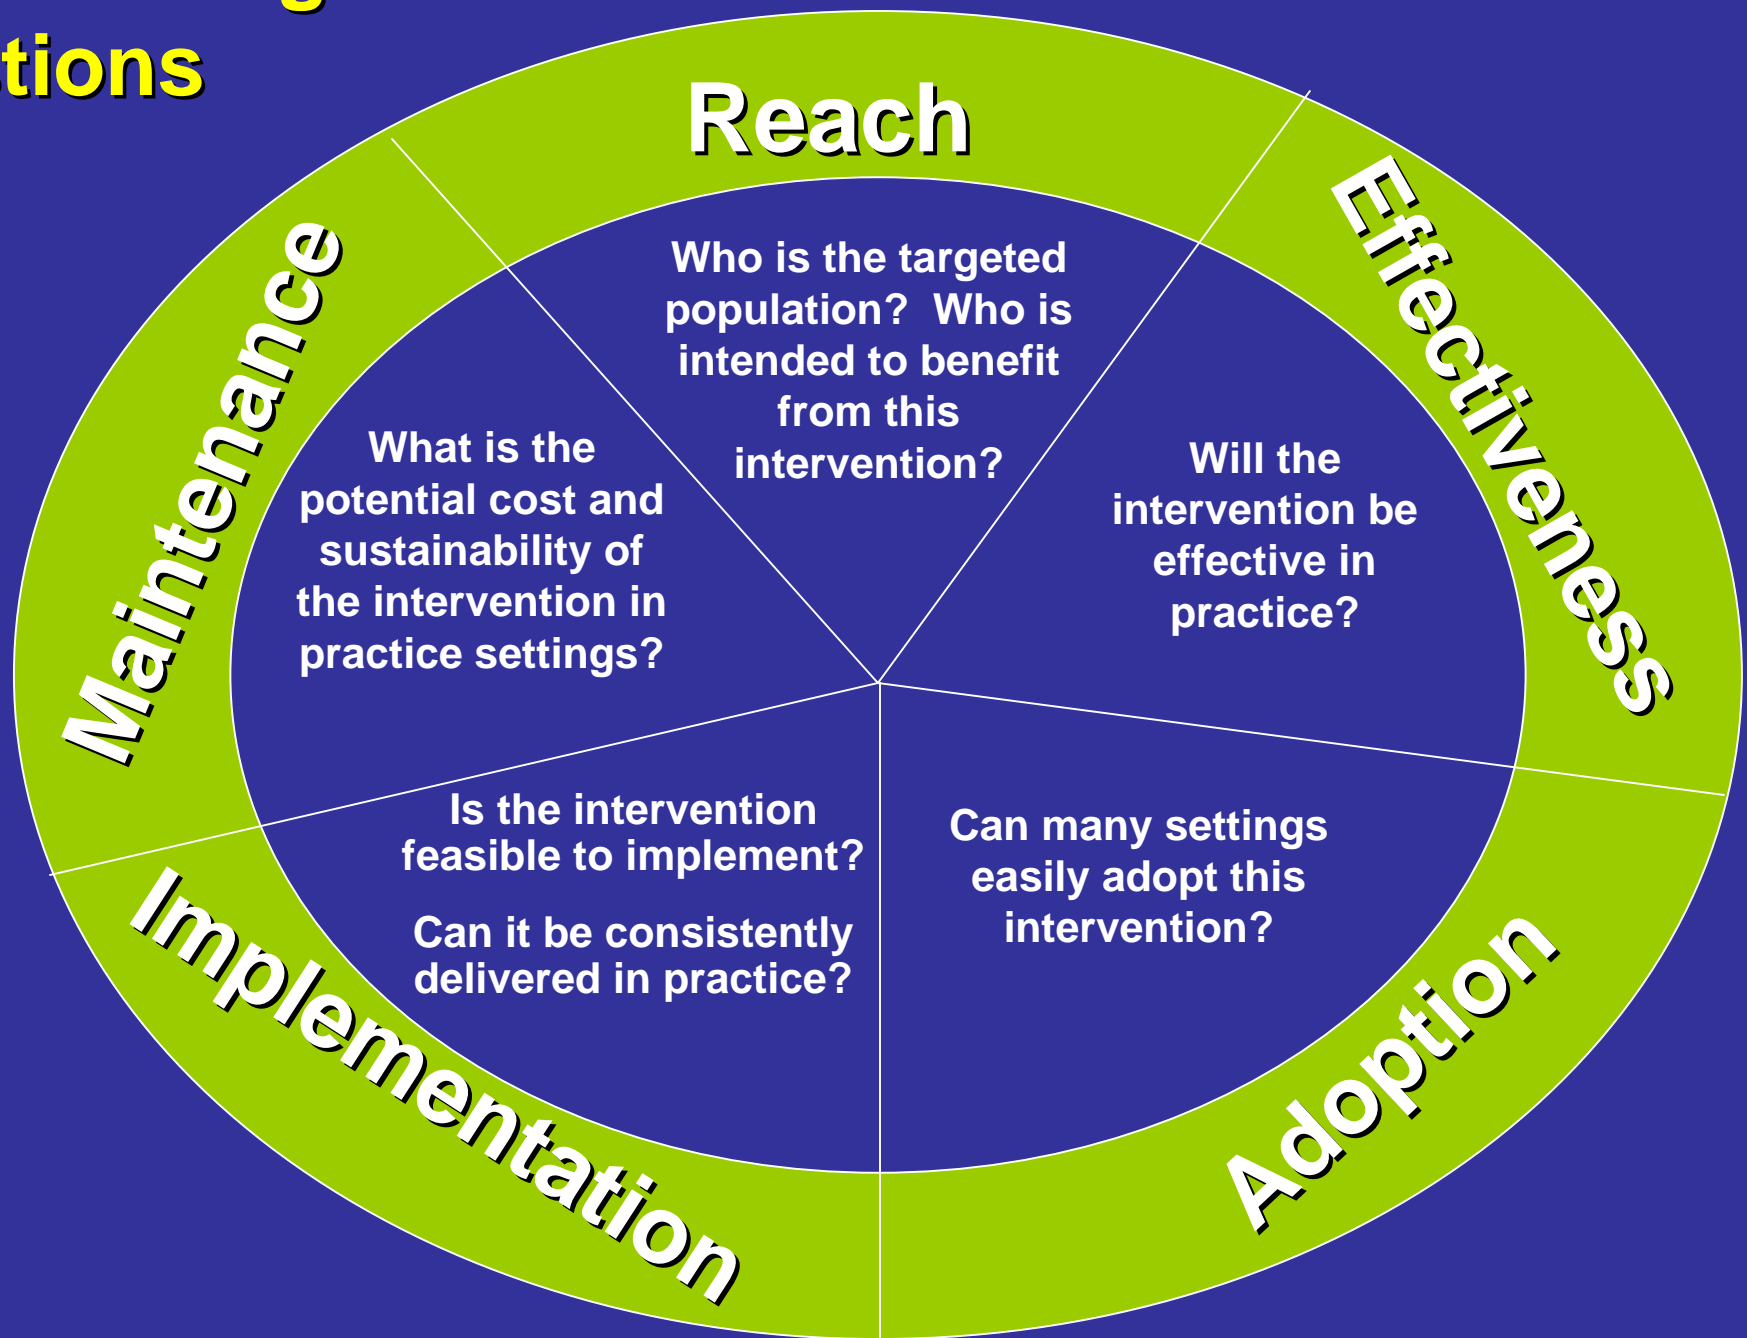 Reach
Who is the targeted
population?  Who is
intended to benefit
from this
intervention?
Effectiveness
Will the
intervention be
effective in
practice?
Adoption
Can many settings
easily adopt this
intervention?
Implementation
Is the intervention
feasible to implement?
Can it be consistently
delivered in practice?
Maintenance
What is the
potential cost and
sustainability of
the intervention in
practice settings?